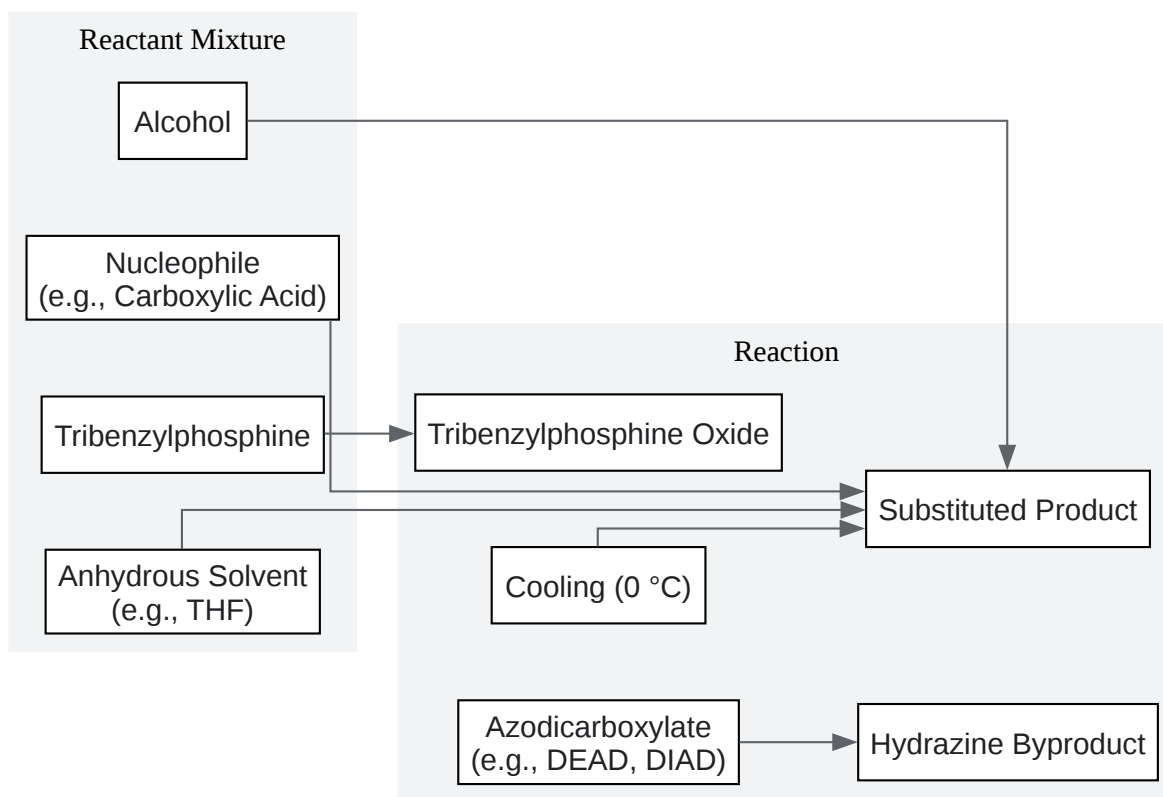 Reactant Mixture
Alcohol
Nucleophile
(e.g., Carboxylic Acid)
Tribenzylphosphine
Anhydrous Solvent
(e.g., THF)
Reaction
Tribenzylphosphine Oxide
Substituted Product
Cooling (0 °C)
Azodicarboxylate
(e.g., DEAD, DIAD)
Hydrazine Byproduct